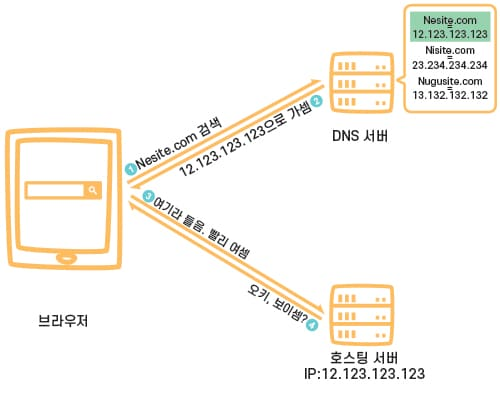 Nesite.com
=
12.123.123.123
Nisite.com
=
23.234.234.234
Nugusite.com
=
13.132.132.132
DNS 서버
1 Nesite.com 검색
12.123.123.123으로 가셈 2
3 여기라 들음. 빨리 여셈
오키, 보이셈? 4
브라우저
호스팅 서버
IP:12.123.123.123